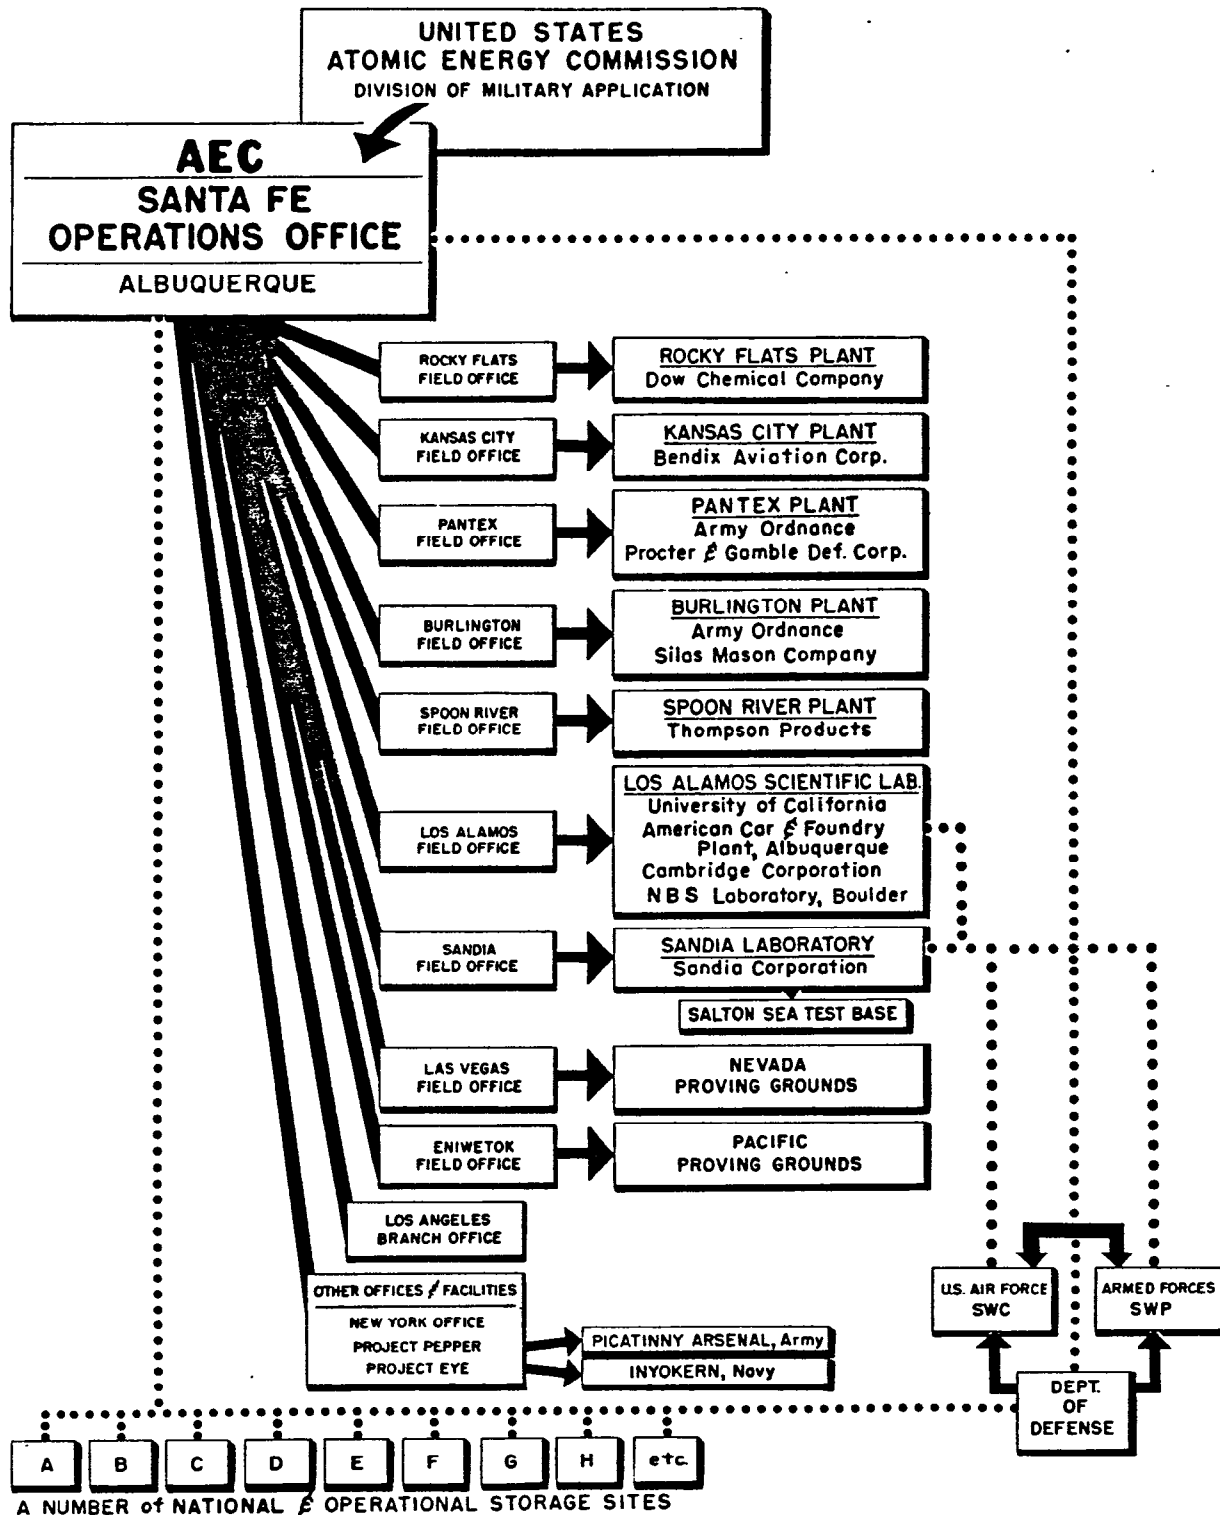 UNITED STATES
ATOMIC ENERGY COMMISSION
DIVISION OF MILITARY APPLICATION
AEC
SANTA FE
OPERATIONS OFFICE
ALBUQUERQUE
ROCKY FLATS
FIELD OFFICE
ROCKY FLATS PLANT
Dow Chemical Company
KANSAS CITY
FIELD OFFICE
KANSAS CITY PLANT
Bendix Aviation Corp.
PANTEX
FIELD OFFICE
PANTEX PLANT
Army Ordnance
Procter & Gamble Def. Corp.
BURLINGTON
FIELD OFFICE
BURLINGTON PLANT
Army Ordnance
Silas Mason Company
SPOON RIVER
FIELD OFFICE
SPOON RIVER PLANT
Thompson Products
LOS ALAMOS
FIELD OFFICE
LOS ALAMOS SCIENTIFIC LAB.
University of California
American Car & Foundry
Plant, Albuquerque
Cambridge Corporation
NBS Laboratory, Boulder
SANDIA
FIELD OFFICE
SANDIA LABORATORY
Sandia Corporation
SALTON SEA TEST BASE
LAS VEGAS
FIELD OFFICE
NEVADA
PROVING GROUNDS
ENIWETOK
FIELD OFFICE
PACIFIC
PROVING GROUNDS
LOS ANGELES
BRANCH OFFICE
OTHER OFFICES & FACILITIES
NEW YORK OFFICE
PROJECT PEPPER
PROJECT EYE
PICATINNY ARSENAL, Army
INYOKERN, Navy
U.S. AIR FORCE
SWC
ARMED FORCES
SWP
DEPT.
OF
DEFENSE
A
B
C
D
E
F
G
H
etc.
A NUMBER of NATIONAL & OPERATIONAL STORAGE SITES